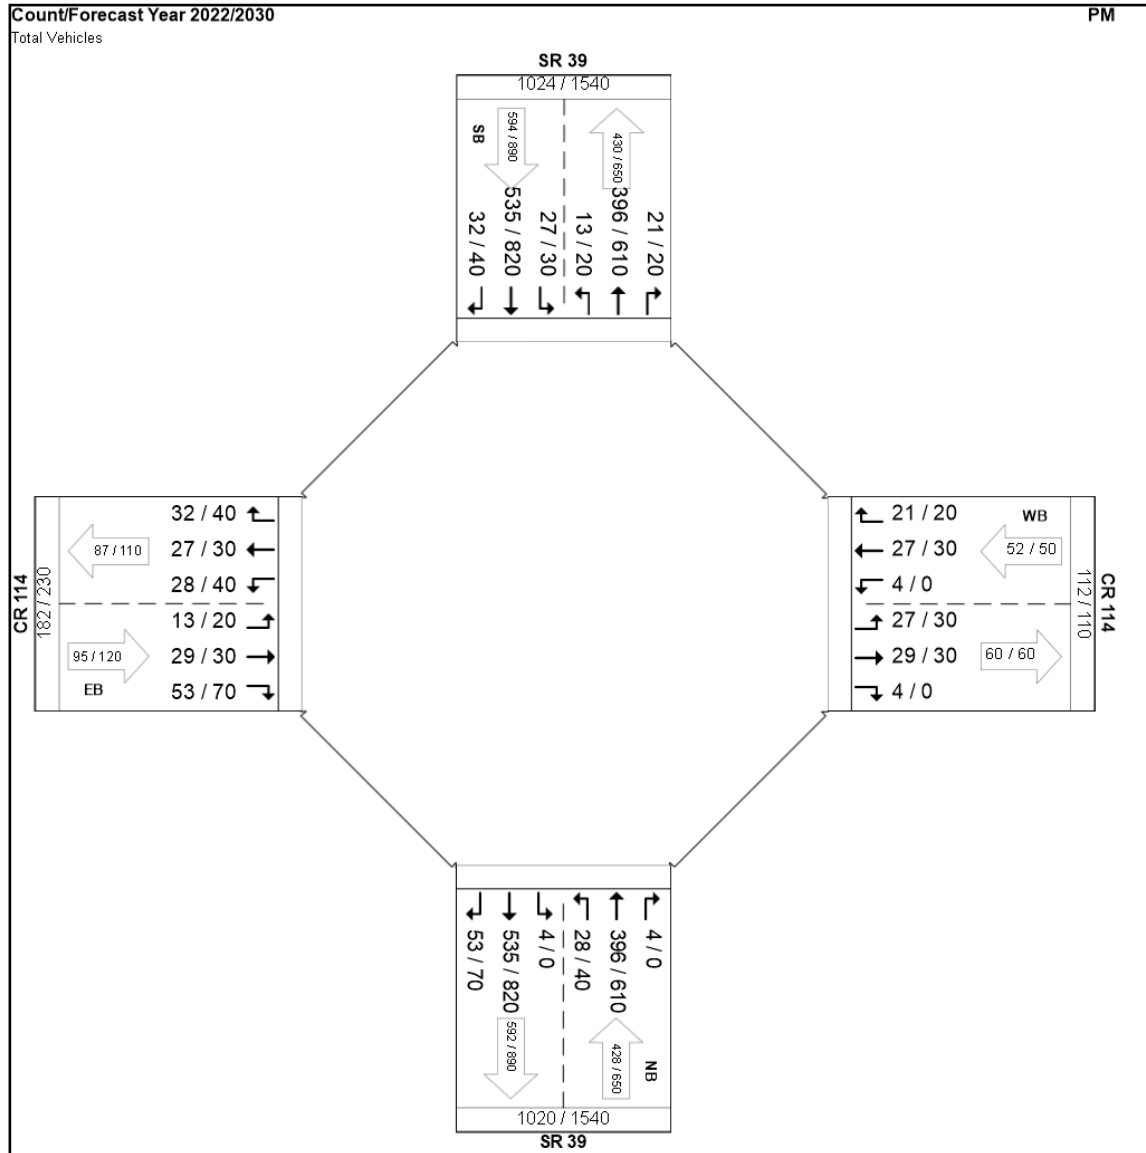 Count/Forecast Year 2022/2030
PM
Total Vehicles
SR 39
1024 / 1540
SB
594 / 890
430 / 650
32 / 40
535 / 820
27 / 30
13 / 20
396 / 610
21 / 20
CR 114
182 / 230
87 / 110
32 / 40
27 / 30
28 / 40
95 / 120
EB
13 / 20
29 / 30
53 / 70
21 / 20
27 / 30
4 / 0
WB
52 / 50
27 / 30
29 / 30
4 / 0
60 / 60
112 / 110
CR 114
53 / 70
535 / 820
4 / 0
28 / 40
396 / 610
4 / 0
592 / 890
428 / 650
NB
1020 / 1540
SR 39